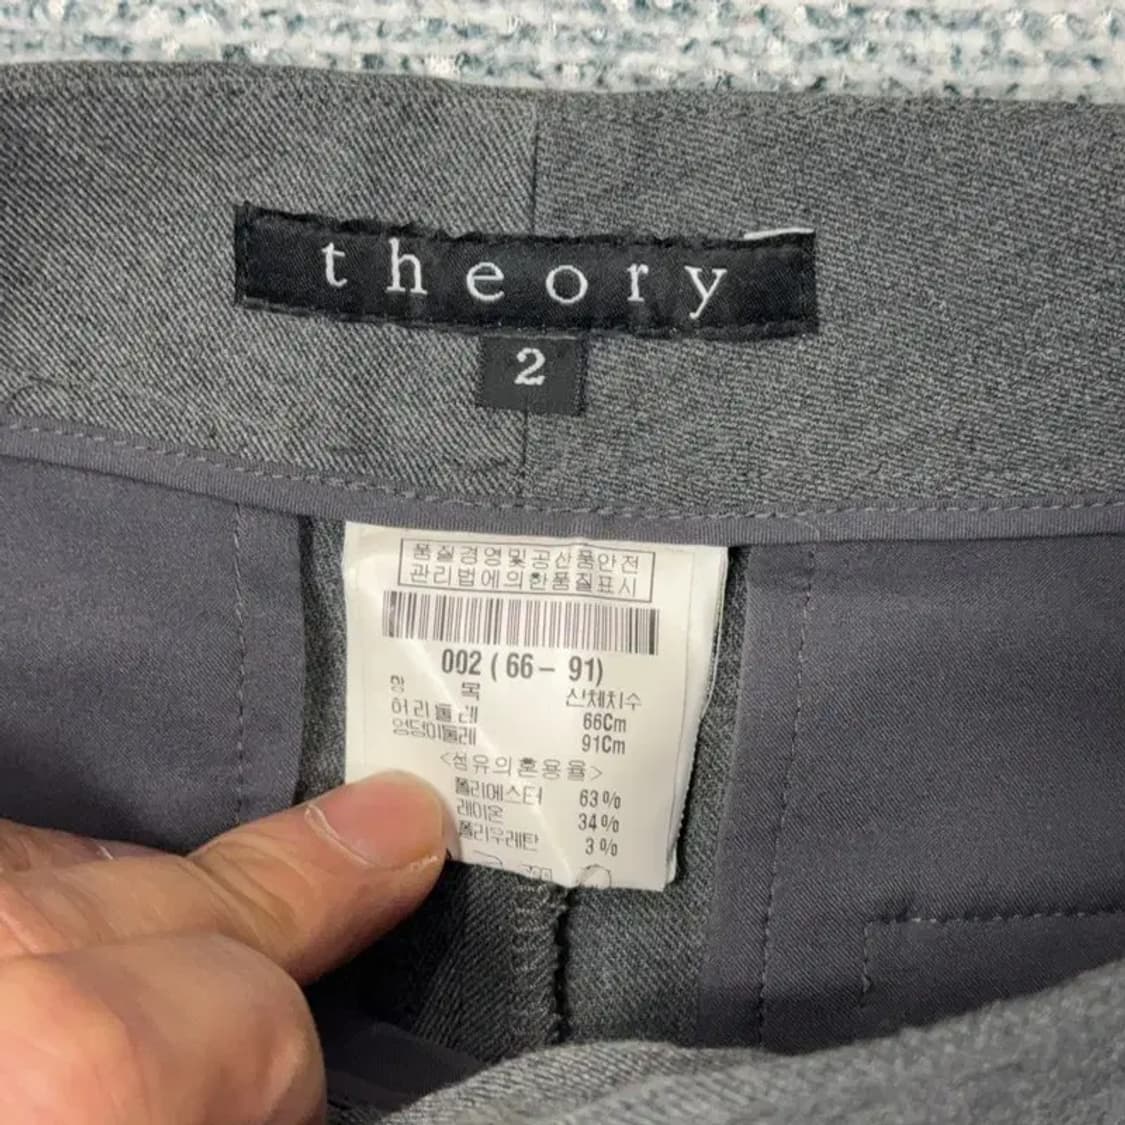 theory
2
품질경영및공산품안전
관리법에의한품질표시
002 (66 – 91)
항 목 신체치수
허리둘레 66Cm
엉덩이둘레 91Cm
<섬유의혼용율>
폴리에스터 63%
레이온 34%
폴리우레탄 3%